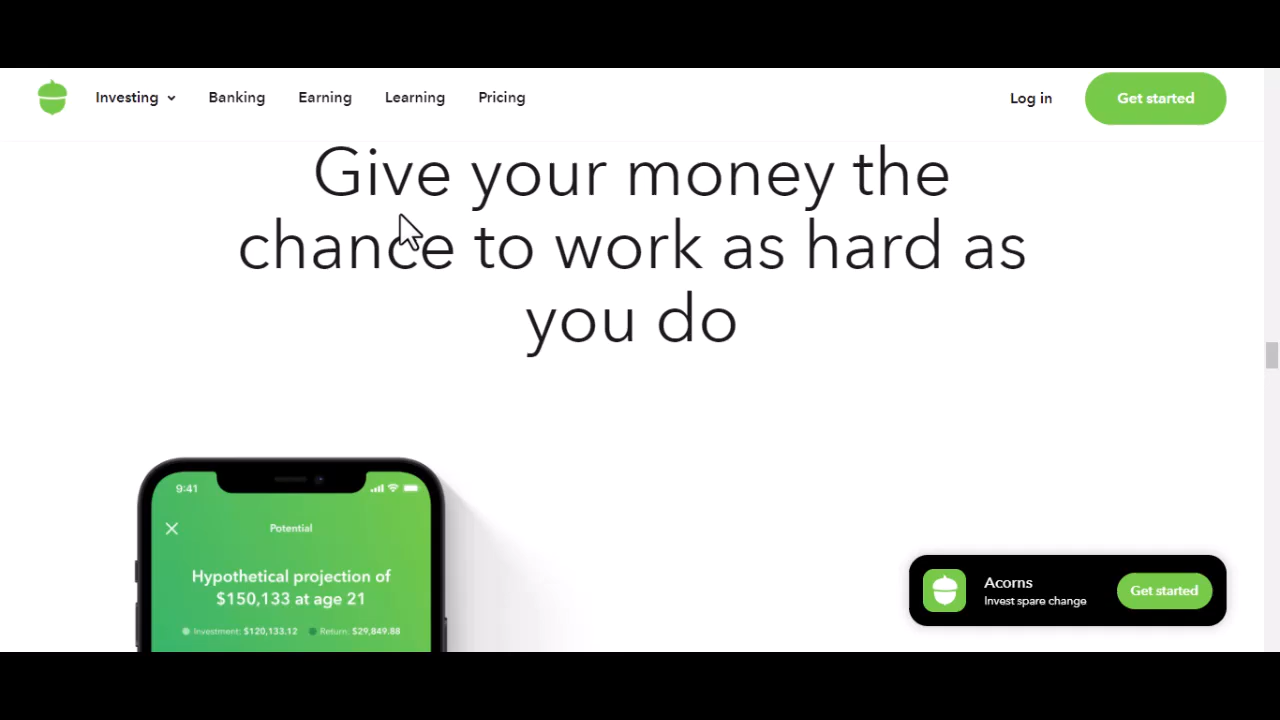 Investing Banking Earning Learning Pricing Log in Get started
Give your money the
chance to work as hard as
you do
9:41
Potential
Hypothetical projection of
$150,133 at age 21
Investment: $120,133.12 Return: $29,849.88
Acorns
Invest spare change
Get started